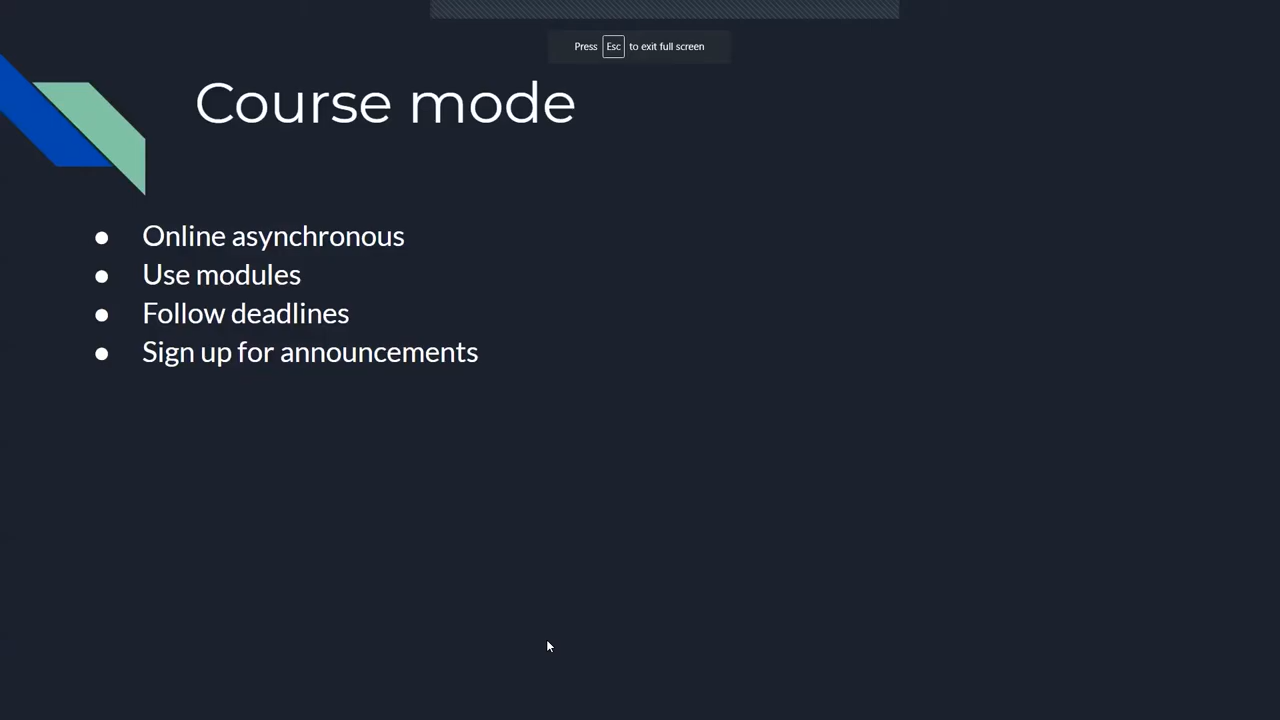 Press Esc to exit full screen
Course mode
● Online asynchronous
● Use modules
● Follow deadlines
● Sign up for announcements